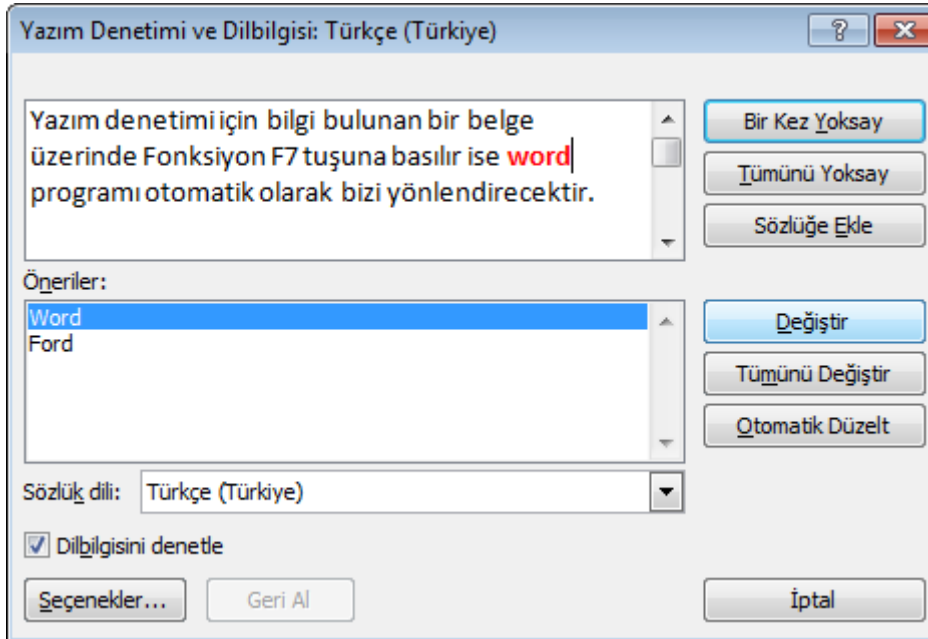 Yazım Denetimi ve Dilbilgisi: Türkçe (Türkiye)
Yazım denetimi için bilgi bulunan bir belge
üzerinde Fonksiyon F7 tuşuna basılır ise word
programı otomatik olarak bizi yönlendirecektir.
Bir Kez Yoksay
Tümünü Yoksay
Sözlüğe Ekle
Öneriler:
Word
Ford
Değiştir
Tümünü Değiştir
Otomatik Düzelt
Sözlük dili: Türkçe (Türkiye)
Dilbilgisini denetle
Seçenekler... Geri Al İptal